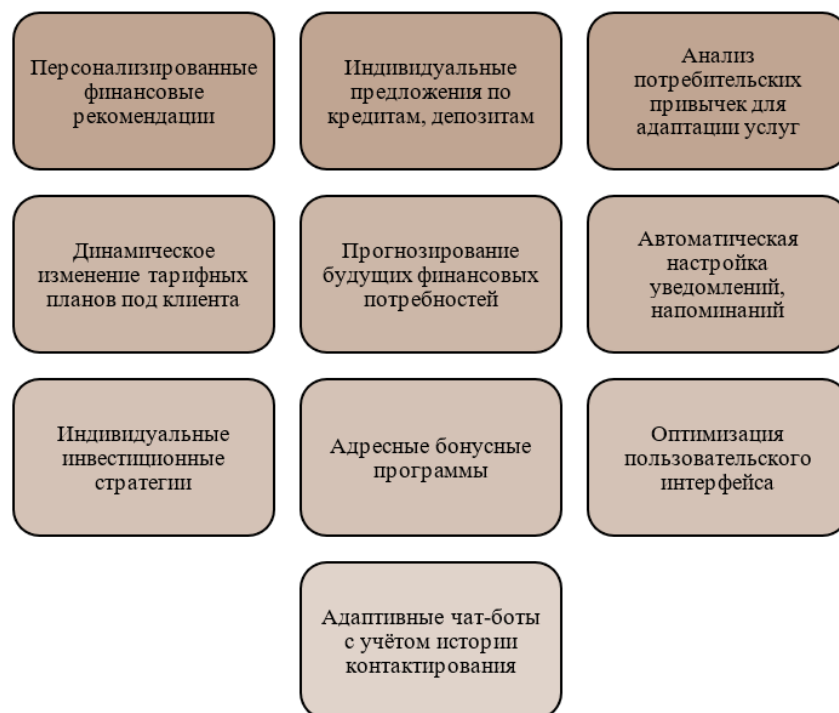 Персонализированные
финансовые
рекомендации
Индивидуальные
предложения по
кредитам, депозитам
Анализ
потребительских
привычек для
адаптации услуг
Динамическое
изменение тарифных
планов под клиента
Прогнозирование
будущих финансовых
потребностей
Автоматическая
настройка
уведомлений,
напоминаний
Индивидуальные
инвестиционные
стратегии
Адресные бонусные
программы
Оптимизация
пользовательского
интерфейса
Адаптивные чат-боты
с учётом истории
контактирования